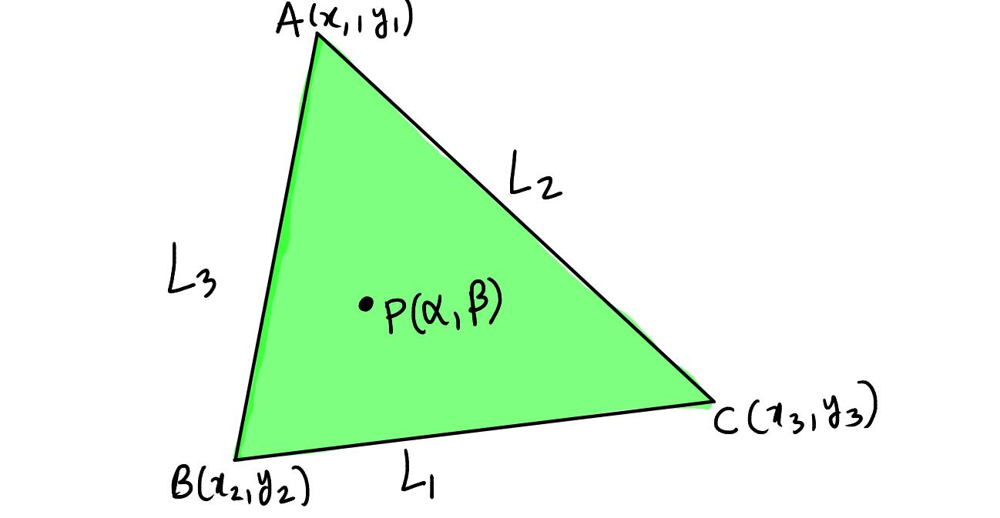 A(x₁, y₁)
L₂
L₃
P(α, β)
C(x₃, y₃)
B(x₂, y₂)
L₁